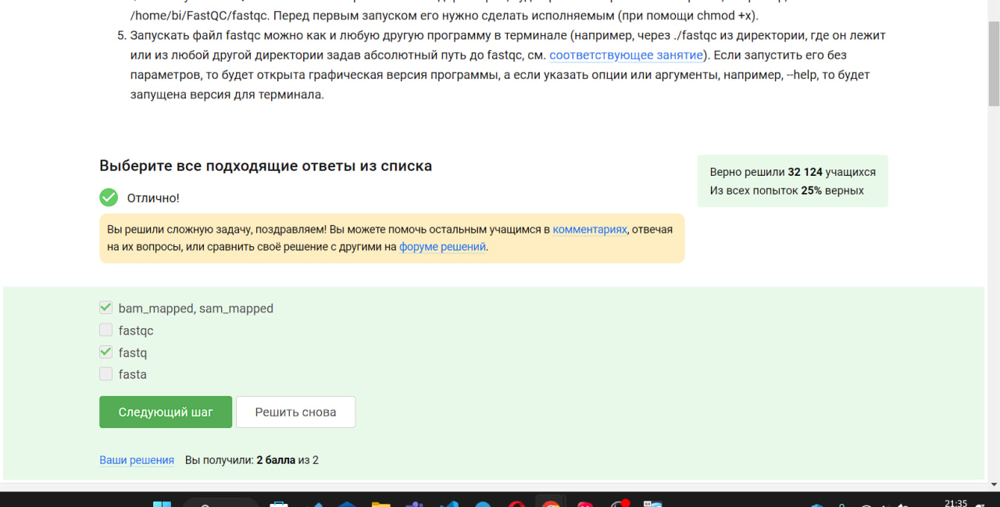 /home/bi/FastQC/fastqc. Перед первым запуском его нужно сделать исполняемым (при помощи chmod +x).
5. Запускать файл fastqc можно как и любую другую программу в терминале (например, через ./fastqc из директории, где он лежит
или из любой другой директории задав абсолютный путь до fastqc, см. соответствующее занятие). Если запустить его без
параметров, то будет открыта графическая версия программы, а если указать опции или аргументы, например, --help, то будет
запущена версия для терминала.
Выберите все подходящие ответы из списка
Верно решили 32 124 учащихся
Из всех попыток 25% верных
Отлично!
Вы решили сложную задачу, поздравляем! Вы можете помочь остальным учащимся в комментариях, отвечая
на их вопросы, или сравнить своё решение с другими на форуме решений.
bam_mapped, sam_mapped
fastqc
fastq
fasta
Следующий шаг
Решить снова
Ваши решения Вы получили: 2 балла из 2
21:35